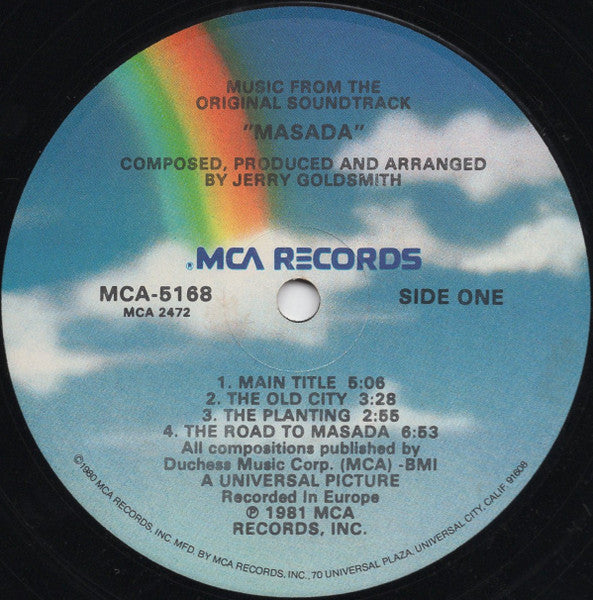 MUSIC FROM THE
ORIGINAL SOUNDTRACK
"MASADA"
COMPOSED, PRODUCED AND ARRANGED
BY JERRY GOLDSMITH
®MCA RECORDS
MCA-5168
MCA 2472
SIDE ONE
1. MAIN TITLE 5:06
2. THE OLD CITY 3:28
3. THE PLANTING 2:55
4. THE ROAD TO MASADA 6:53
All compositions published by
Duchess Music Corp. (MCA) -BMI
A UNIVERSAL PICTURE
Recorded in Europe
℗ 1981 MCA
RECORDS, INC.
©1980 MCA RECORDS, INC. MFD. BY MCA RECORDS, INC., 70 UNIVERSAL PLAZA, UNIVERSAL CITY, CALIF. 91608